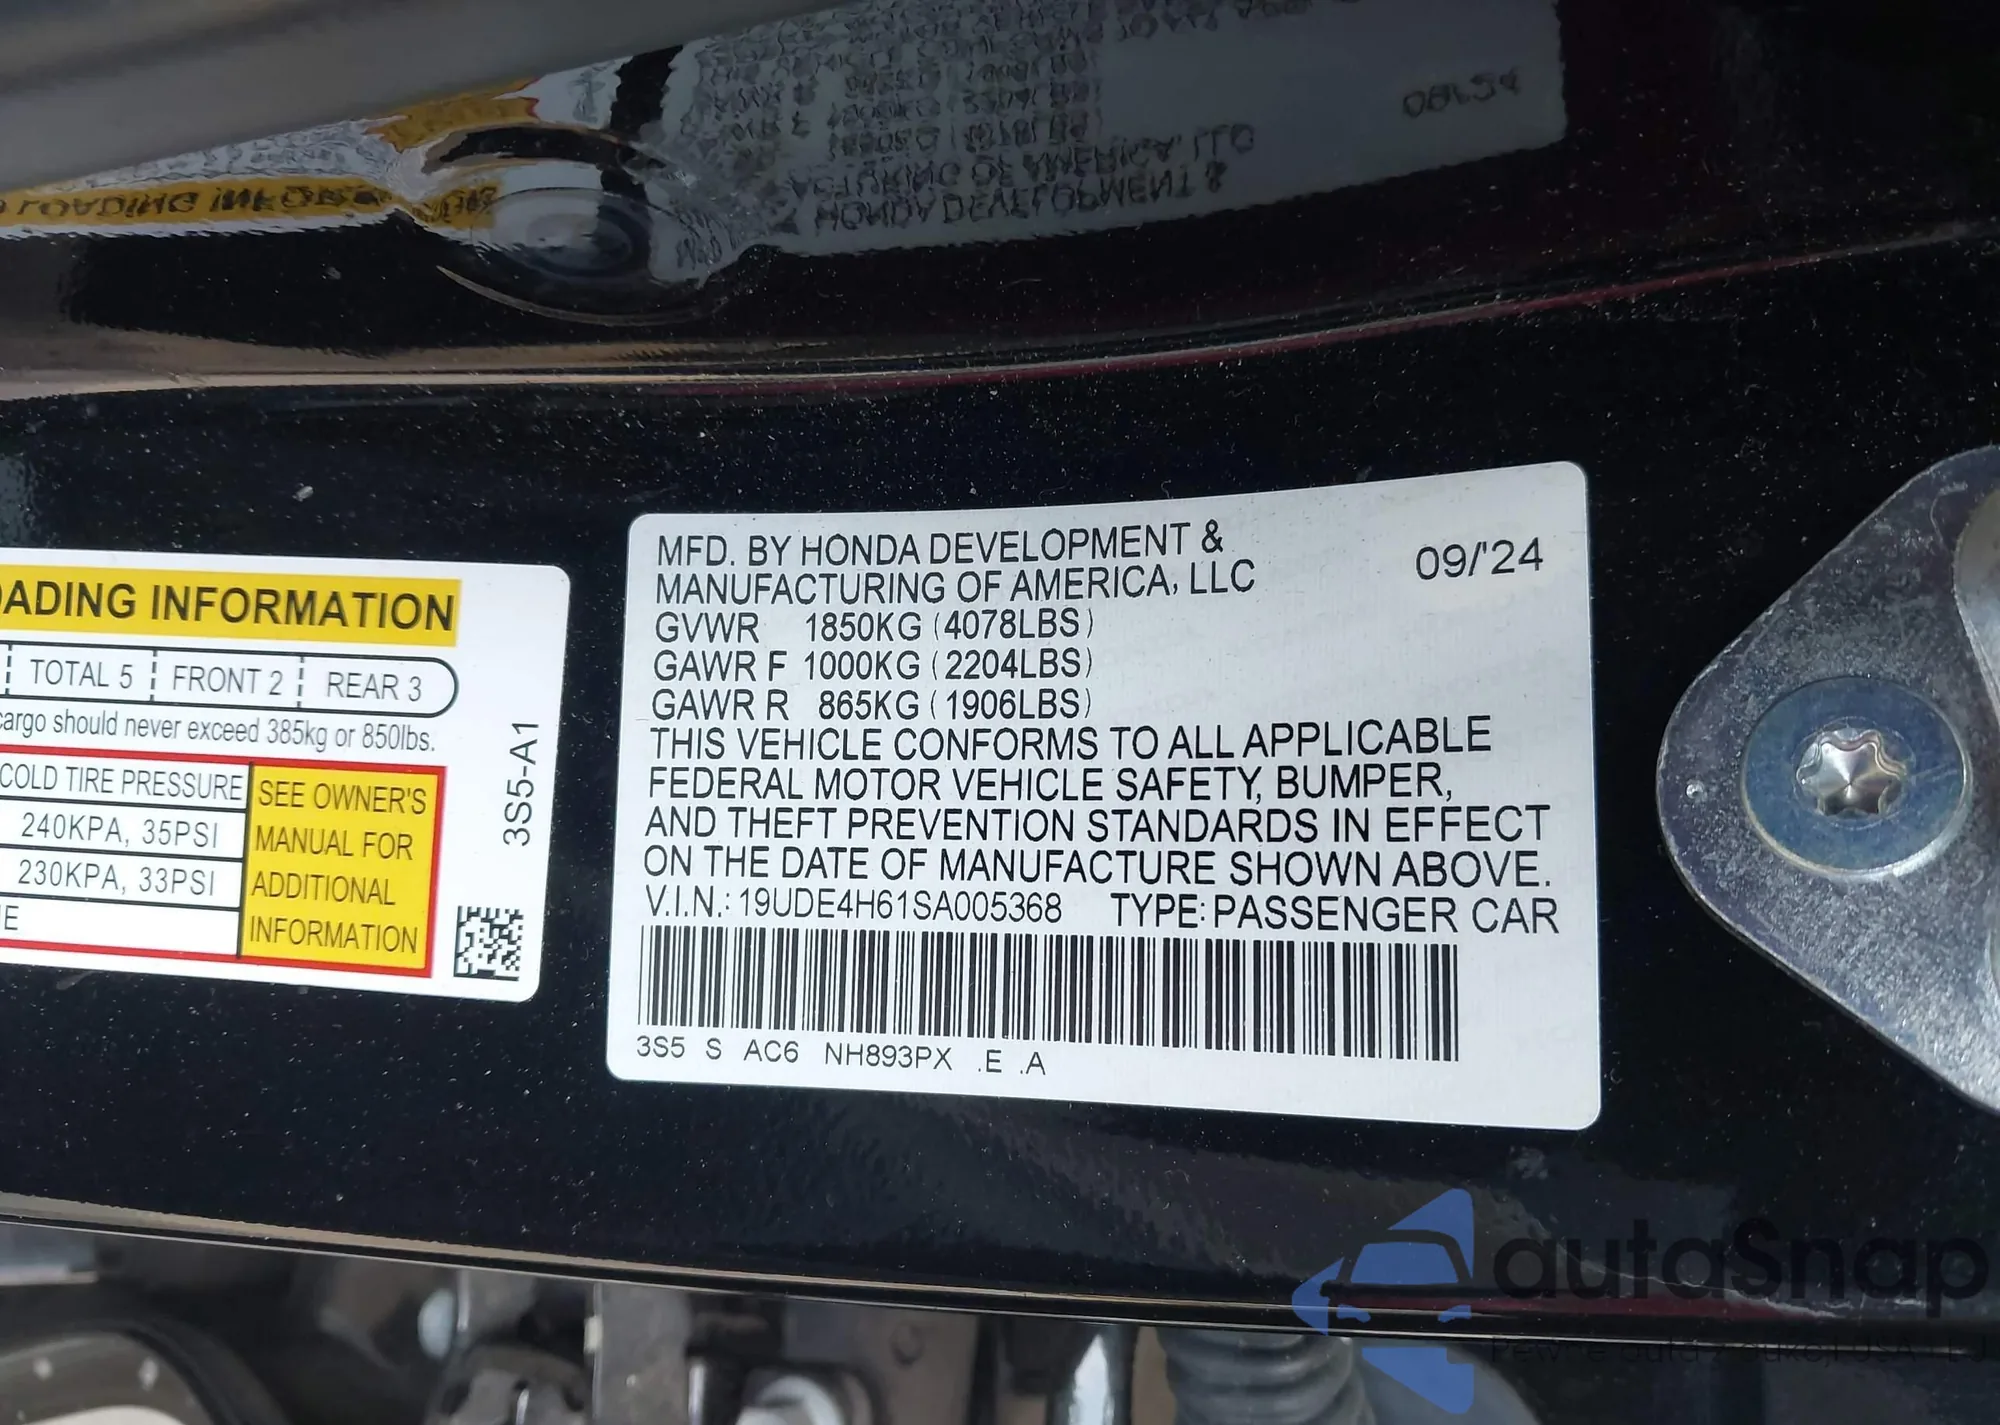 ADING INFORMATION
TOTAL 5 FRONT 2 REAR 3
cargo should never exceed 385kg or 850lbs.
COLD TIRE PRESSURE
240KPA, 35PSI
230KPA, 33PSI
SEE OWNER'S
MANUAL FOR
ADDITIONAL
INFORMATION
3S5-A1
MFD. BY HONDA DEVELOPMENT &
MANUFACTURING OF AMERICA, LLC
09/'24
GVWR 1850KG (4078LBS)
GAWR F 1000KG (2204LBS)
GAWR R 865KG (1906LBS)
THIS VEHICLE CONFORMS TO ALL APPLICABLE
FEDERAL MOTOR VEHICLE SAFETY, BUMPER,
AND THEFT PREVENTION STANDARDS IN EFFECT
ON THE DATE OF MANUFACTURE SHOWN ABOVE.
V.I.N.: 19UDE4H61SA005368 TYPE: PASSENGER CAR
3S5 S AC6 NH893PX .E .A
autaSnap